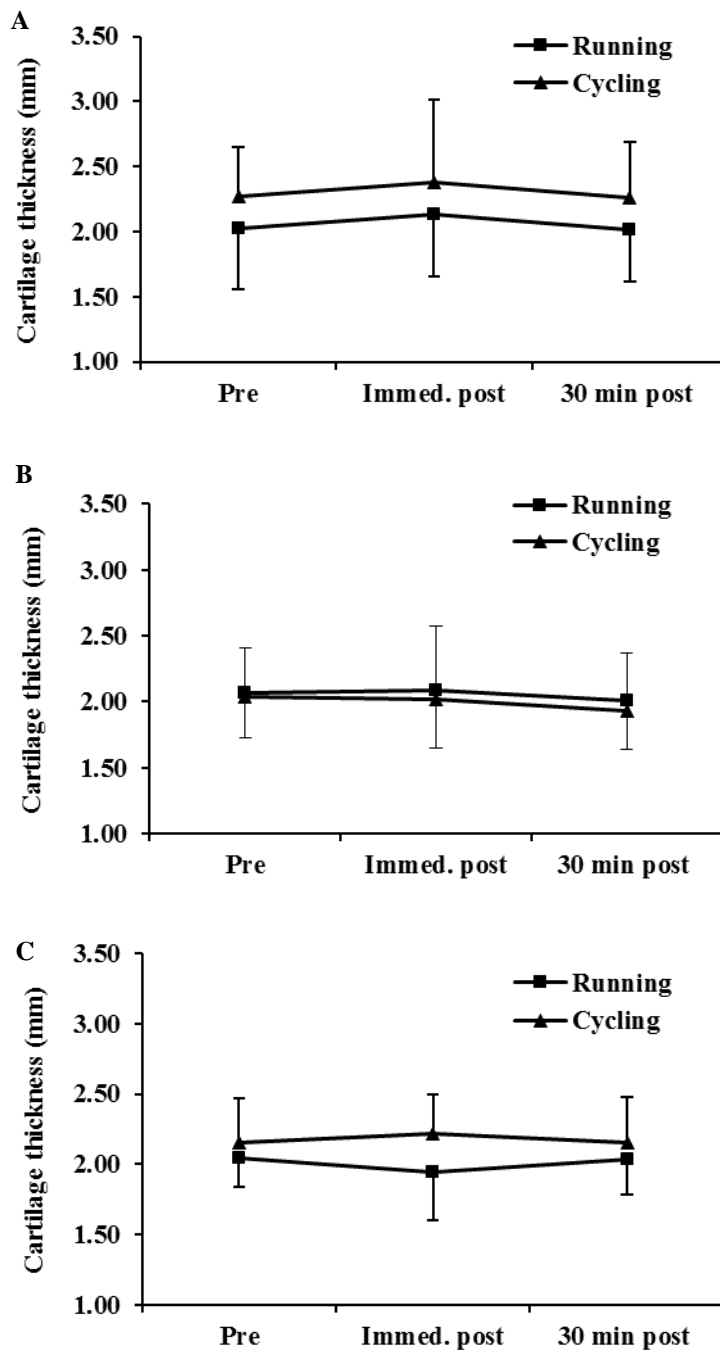 A
Cartilage thickness (mm)
3.50
3.00
2.50
2.00
1.50
1.00
Running
Cycling
Pre Immed. post 30 min post
B
Cartilage thickness (mm)
3.50
3.00
2.50
2.00
1.50
1.00
Running
Cycling
Pre Immed. post 30 min post
C
Cartilage thickness (mm)
3.50
3.00
2.50
2.00
1.50
1.00
Running
Cycling
Pre Immed. post 30 min post